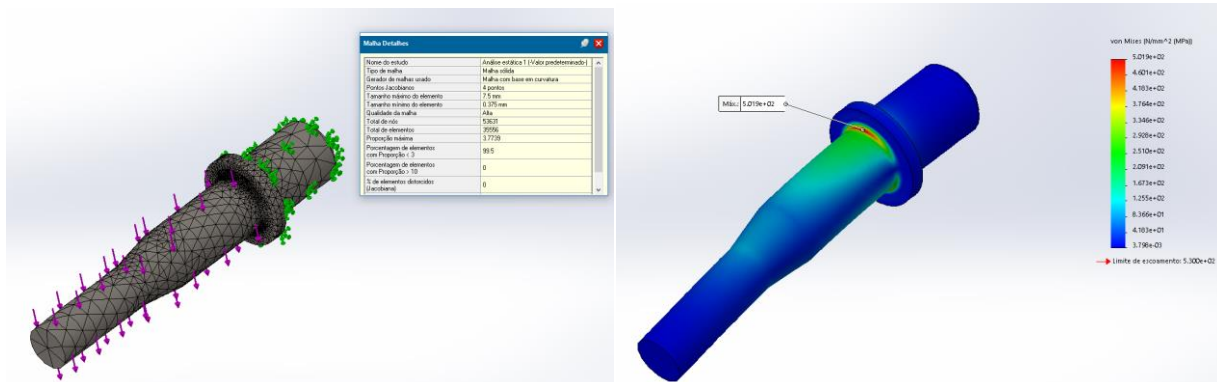 Malha Detalhes
Nome do estudo Análise estática 1 (-Valor predeterminado-)
Tipo de malha Malha sólida
Gerador de malhas usado Malha com base em curvatura
Pontos Jacobianos 4 pontos
Tamanho máximo do elemento 7.5 mm
Tamanho mínimo do elemento 0.375 mm
Qualidade da malha Alta
Total de nós 53631
Total de elementos 35556
Proporção máxima 3.7739
Porcentagem de elementos
com Proporção < 3 99.5
Porcentagem de elementos
com Proporção > 10 0
% de elementos distorcidos
(Jacobiana) 0
Máx.: 5.019e+02
von Mises (N/mm^2 (MPa))
5.019e+02
4.601e+02
4.183e+02
3.764e+02
3.346e+02
2.928e+02
2.510e+02
2.091e+02
1.673e+02
1.255e+02
8.366e+01
4.183e+01
3.798e-03
Limite de escoamento: 5.300e+02